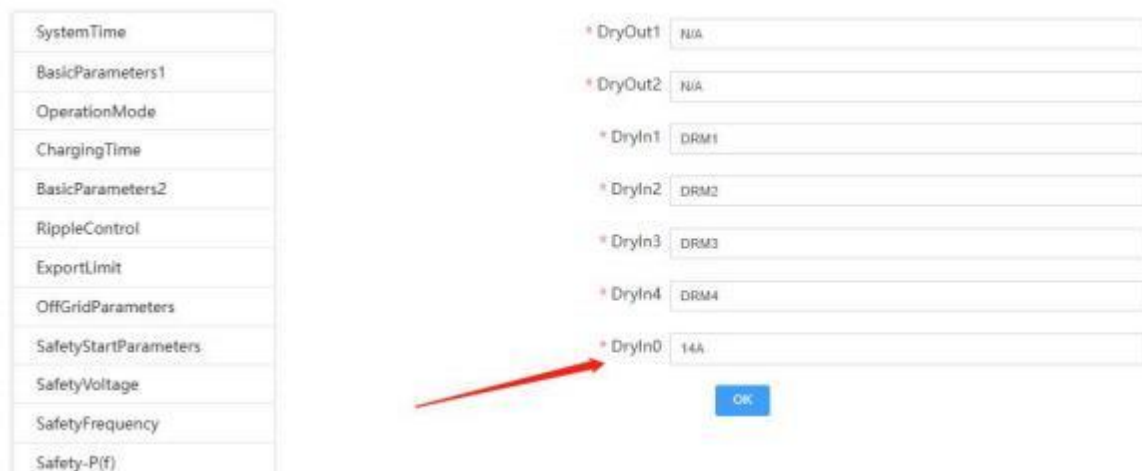 SystemTime
BasicParameters1
OperationMode
ChargingTime
BasicParameters2
RippleControl
ExportLimit
OffGridParameters
SafetyStartParameters
SafetyVoltage
SafetyFrequency
Safety-P(f)
* DryOut1 N/A
* DryOut2 N/A
* DryIn1 DRM1
* DryIn2 DRM2
* DryIn3 DRM3
* DryIn4 DRM4
* DryIn0 14A
OK